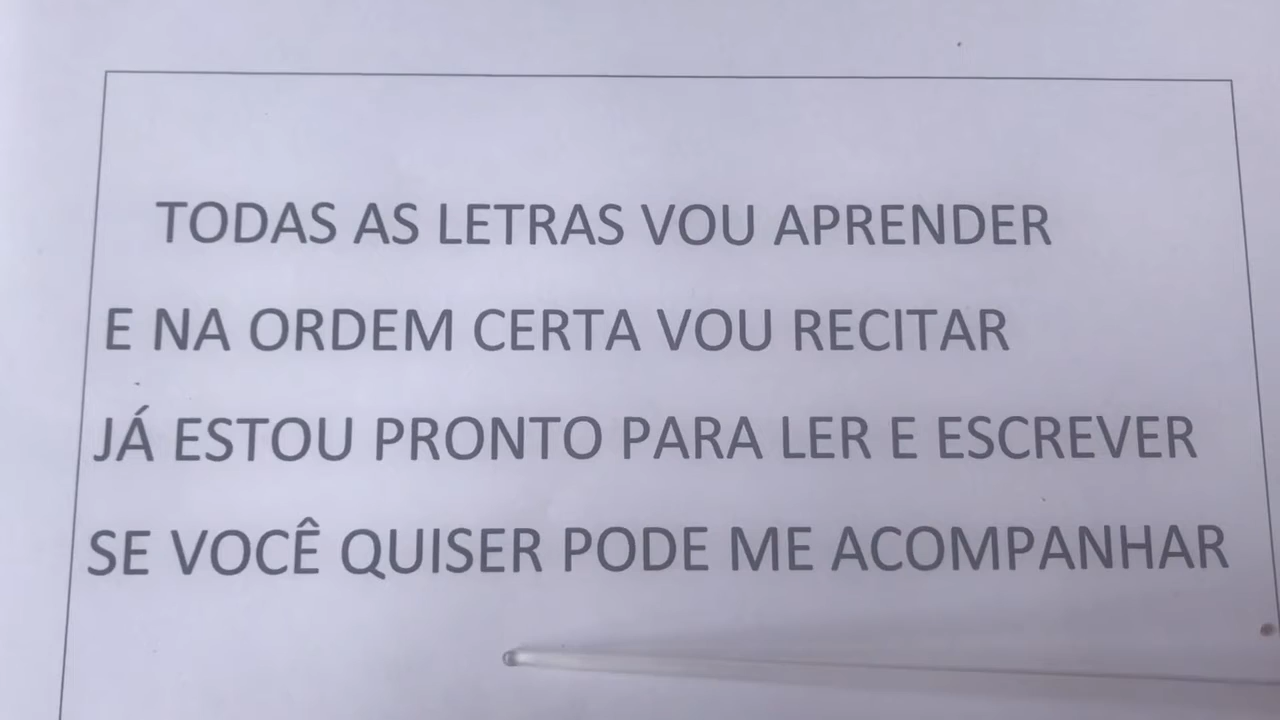 TODAS AS LETRAS VOU APRENDER
E NA ORDEM CERTA VOU RECITAR
JÁ ESTOU PRONTO PARA LER E ESCREVER
SE VOCÊ QUISER PODE ME ACOMPANHAR